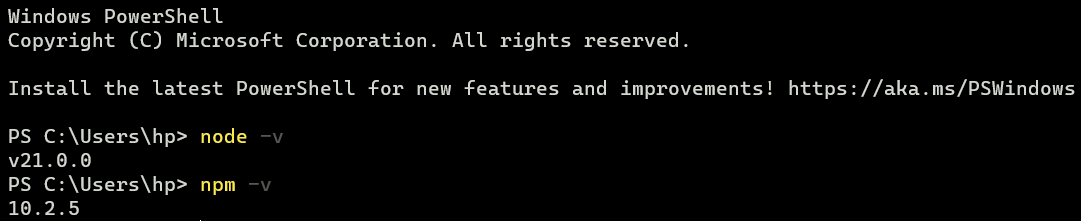 Windows PowerShell
Copyright (C) Microsoft Corporation. All rights reserved.
Install the latest PowerShell for new features and improvements! https://aka.ms/PSWindows
PS C:\Users\hp> node -v
v21.0.0
PS C:\Users\hp> npm -v
10.2.5